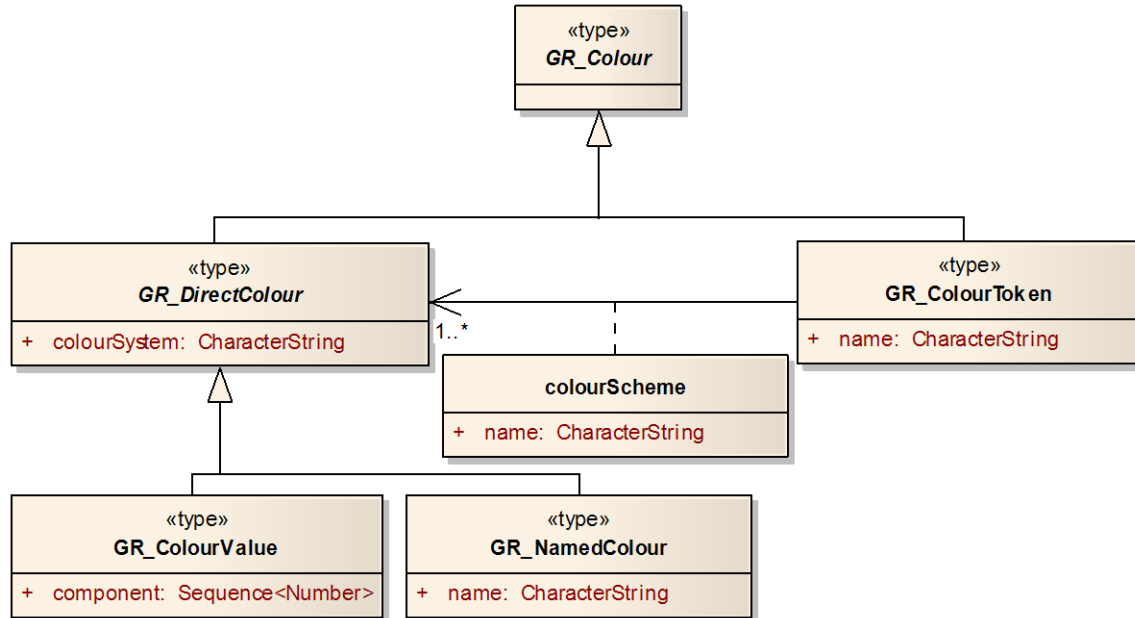 «type»
GR_Colour
«type»
GR_DirectColour
+ colourSystem: CharacterString
«type»
GR_ColourToken
+ name: CharacterString
1..*
colourScheme
+ name: CharacterString
«type»
GR_ColourValue
+ component: Sequence<Number>
«type»
GR_NamedColour
+ name: CharacterString